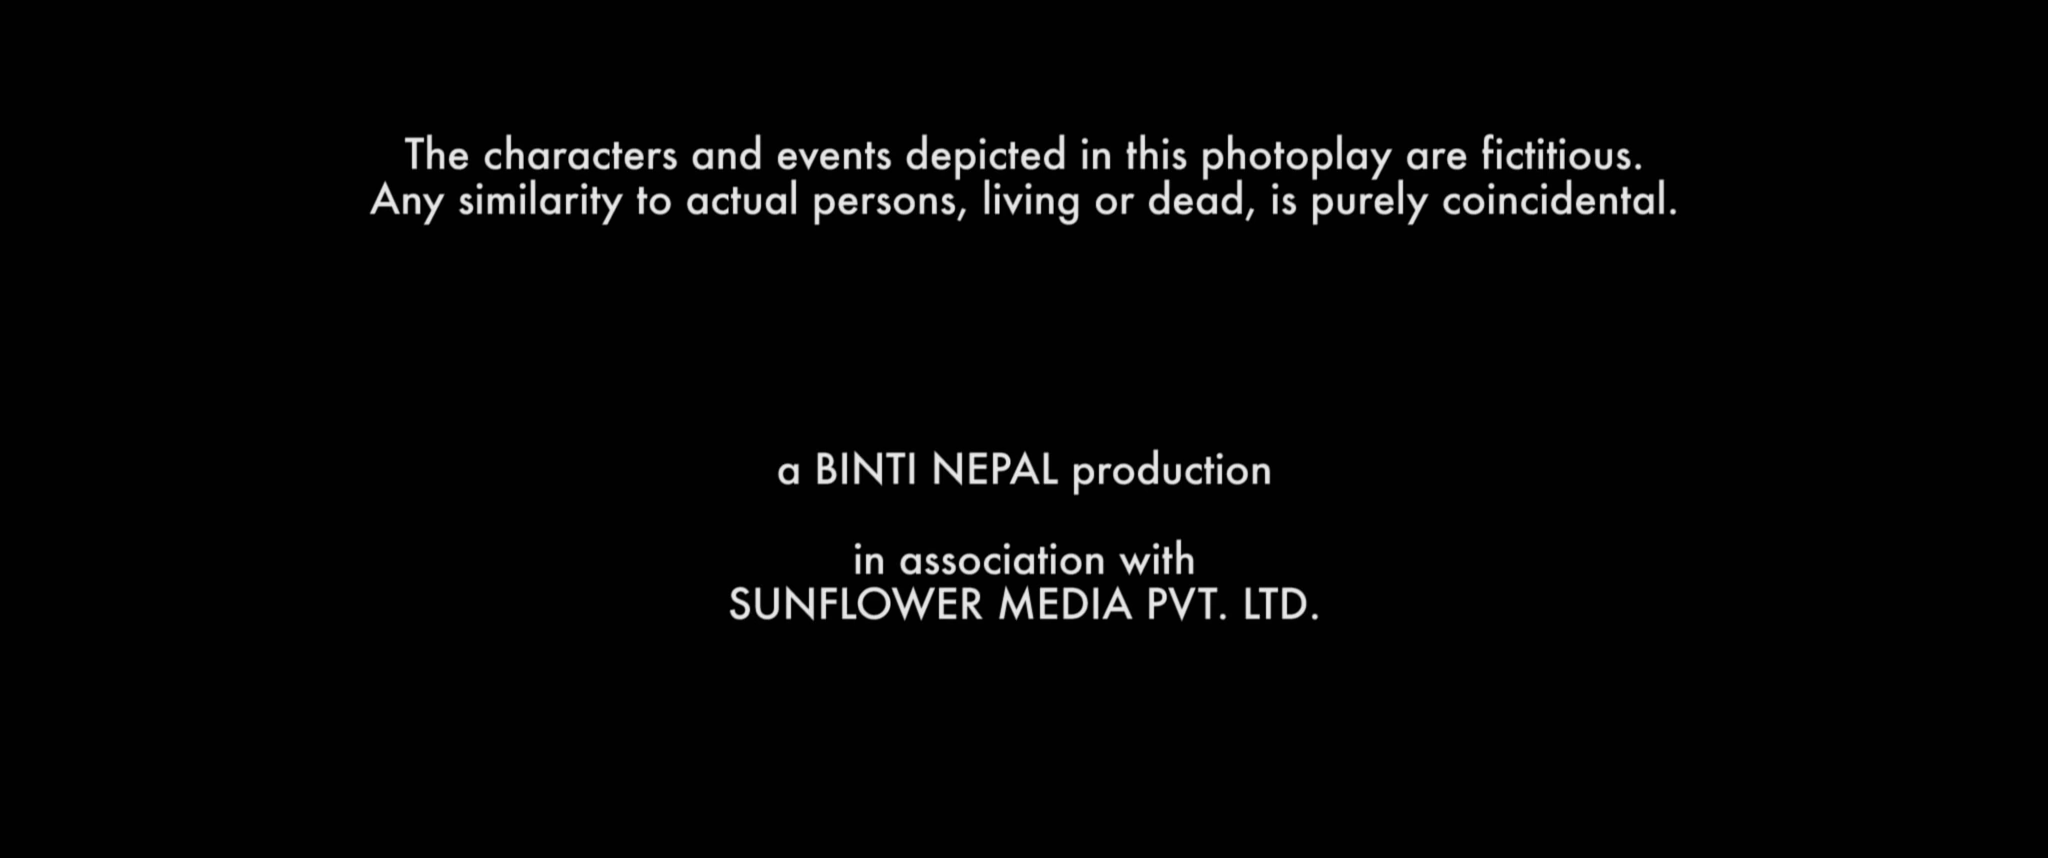 The characters and events depicted in this photoplay are fictitious.
Any similarity to actual persons, living or dead, is purely coincidental.
a BINTI NEPAL production
in association with
SUNFLOWER MEDIA PVT. LTD.